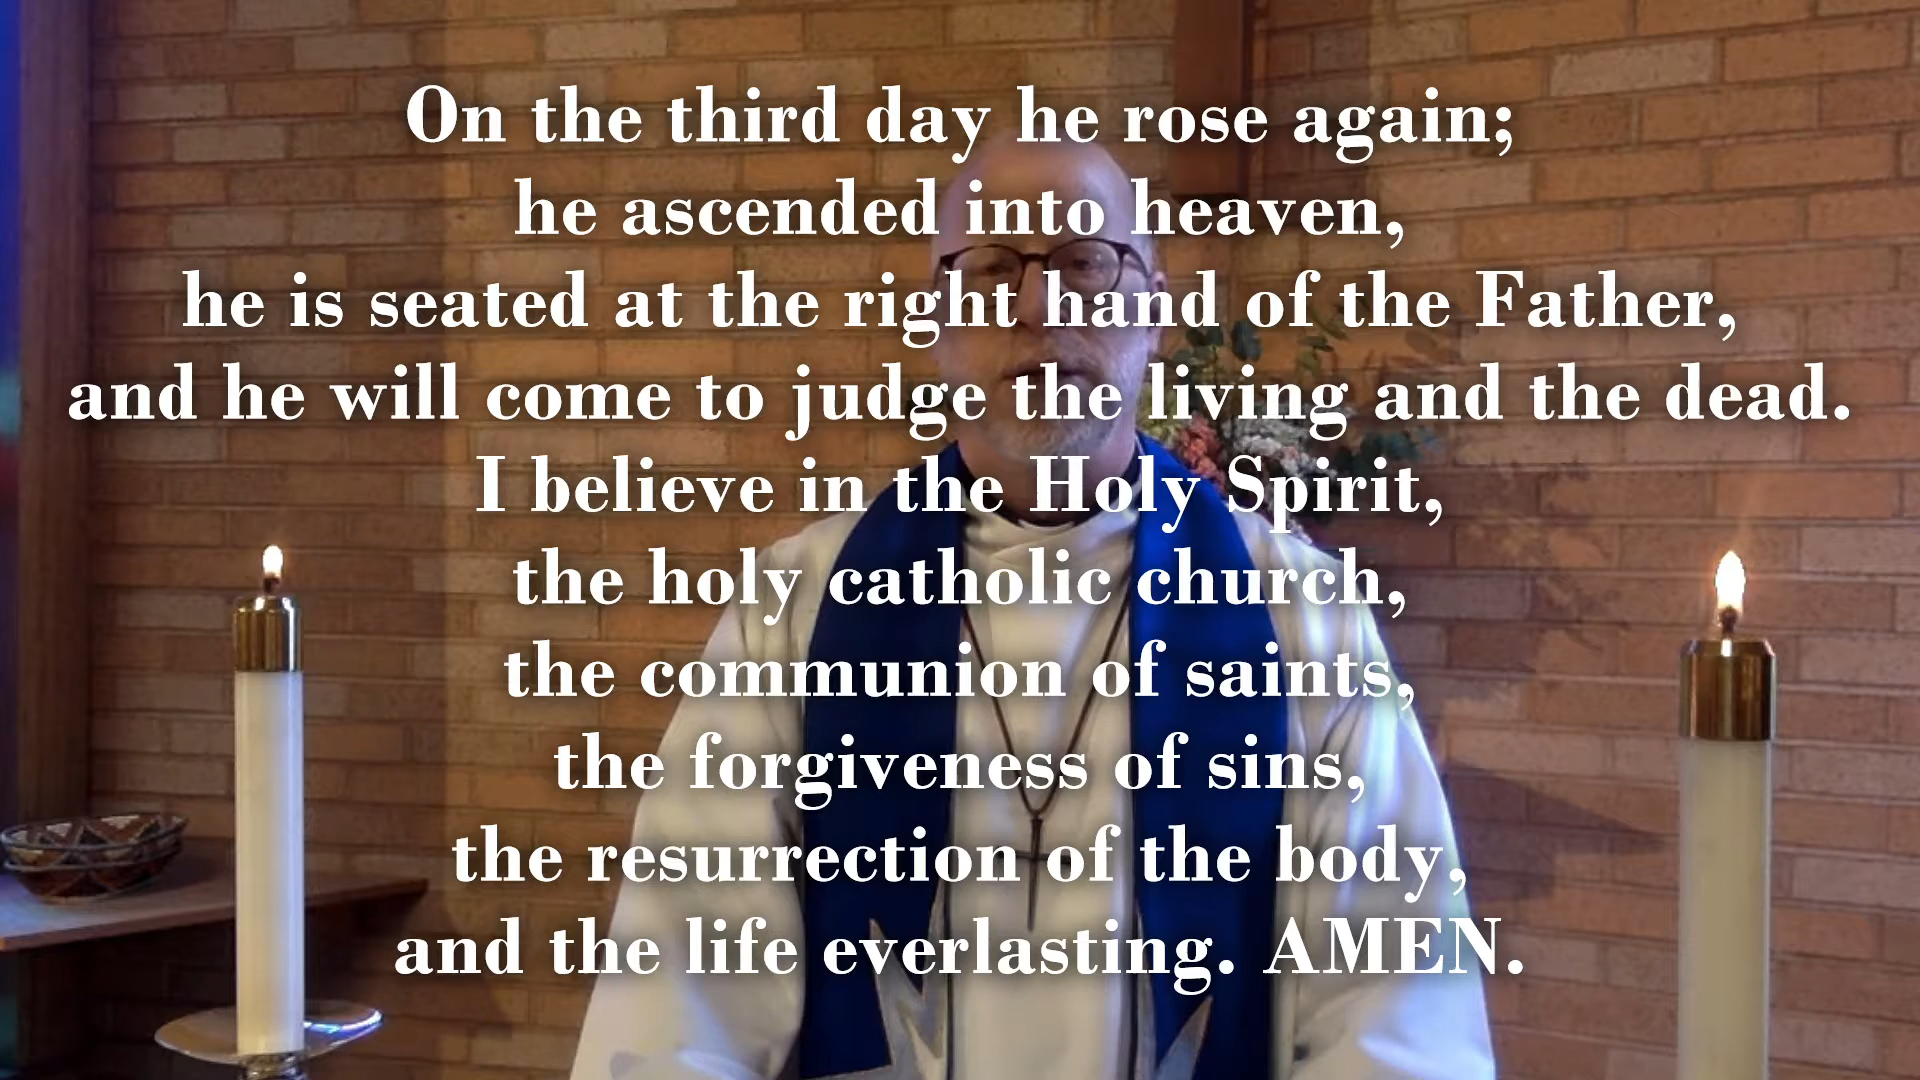 On the third day he rose again;
he ascended into heaven,
he is seated at the right hand of the Father,
and he will come to judge the living and the dead.
I believe in the Holy Spirit,
the holy catholic church,
the communion of saints,
the forgiveness of sins,
the resurrection of the body,
and the life everlasting. AMEN.